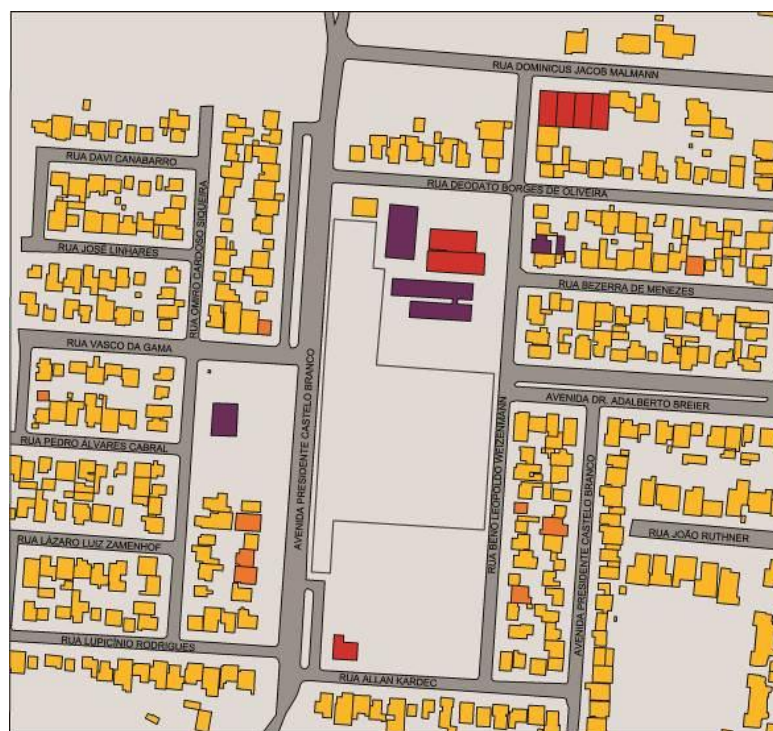 RUA DOMINICUS JACOS MALMANN
RUA DAVI CANABARRO
RUA DEODATO BORGES DE OLIVEIRA
RUA OMIRO CARDOSO SIQUEIRA
RUA JOSÉ LINHARES
RUA BEZERRA DE MENEZES
RUA VASCO DA GAMA
AVENIDA PRESIDENTE CASTELO BRANCO
AVENIDA DR. ADALBERTO SREIER
RUA BENO LEOPOLDO WEIZENMANN
RUA PEDRO ÁLVARES CABRAL
AVENIDA PRESIDENTE CASTELO BRANCO
RUA JOÃO RUTHNER
RUA LÁZARO LUIZ ZAMENHOF
RUA LUPICÍNIO RODRIGUES
RUA ALLAN KARDEC